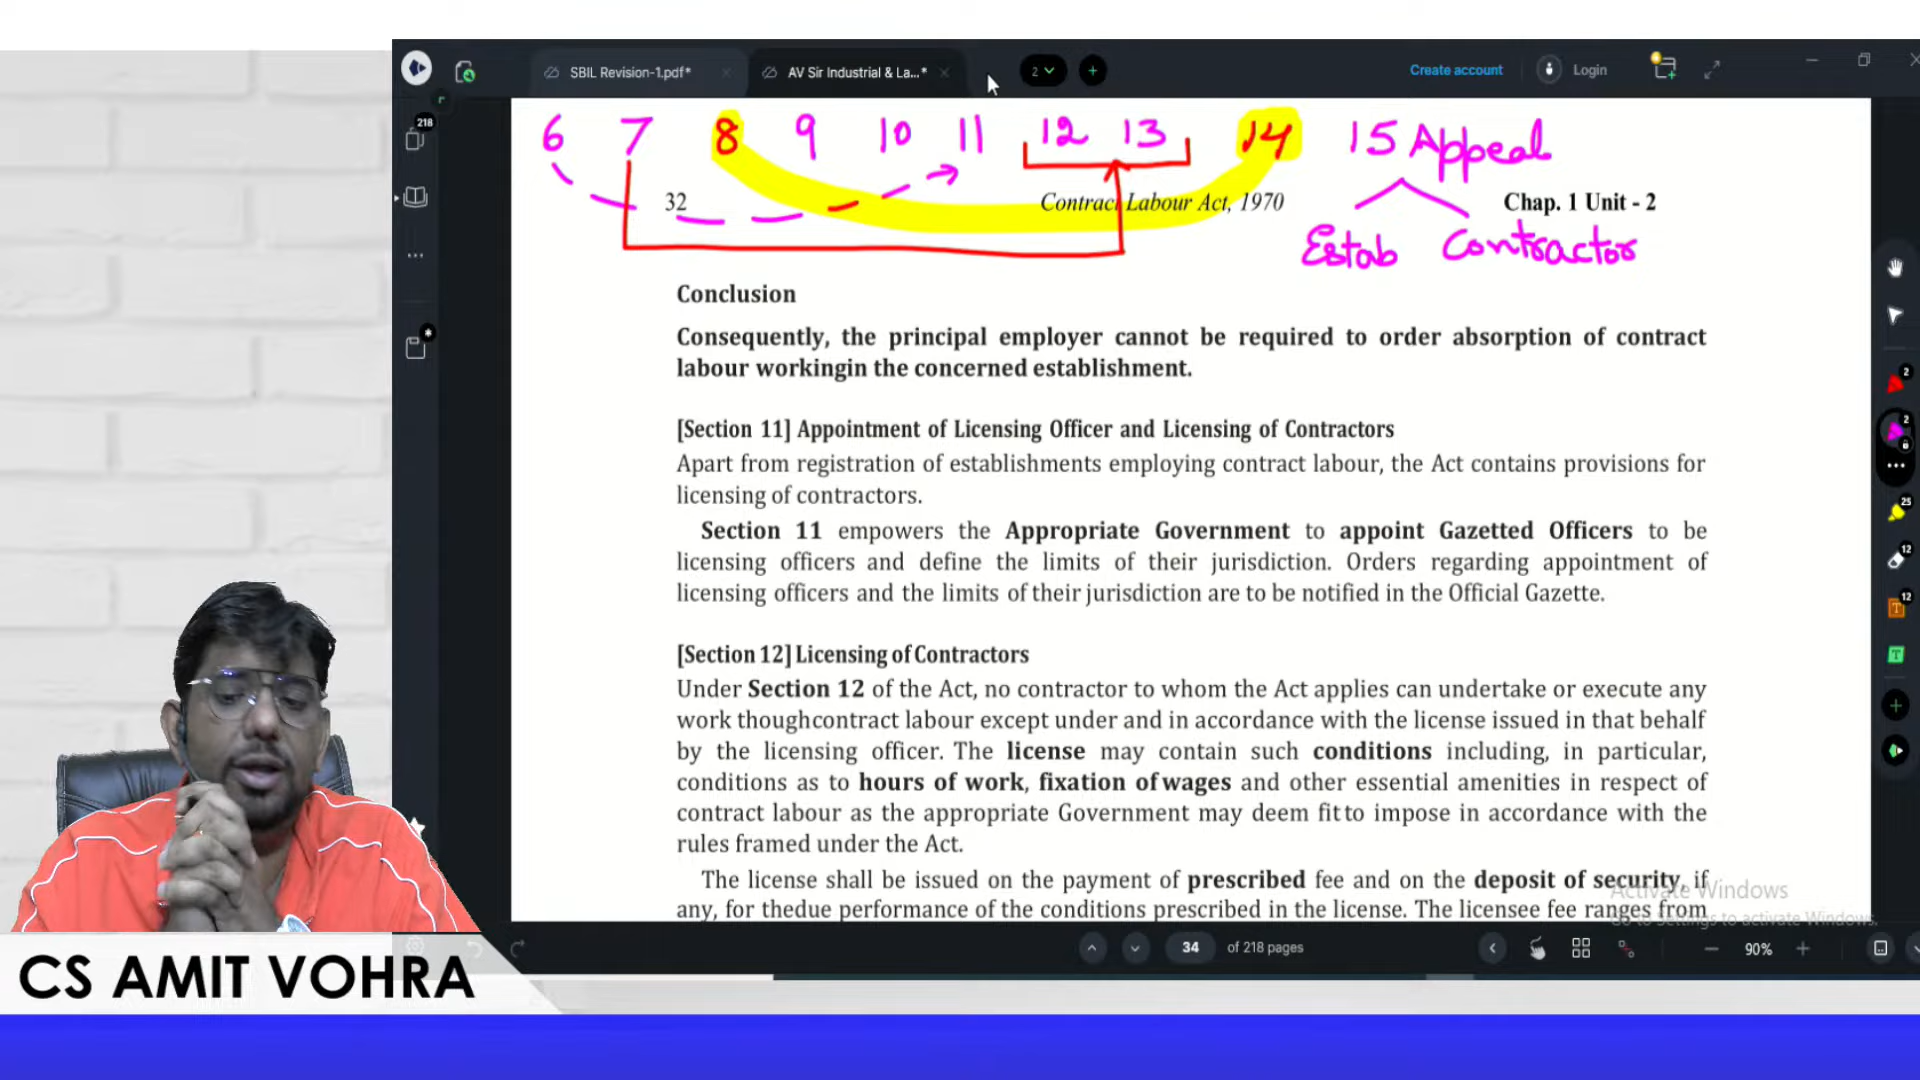 SBIL Revision-1.pdf*
AV Sir Industrial & La...*
2
Create account
Login
218
6 7 8 9 10 11 12 13 14 15 Appeal
32
Contract Labour Act, 1970
Chap. 1 Unit - 2
Estab Contractor
Conclusion
Consequently, the principal employer cannot be required to order absorption of contract
labour workingin the concerned establishment.
[Section 11] Appointment of Licensing Officer and Licensing of Contractors
Apart from registration of establishments employing contract labour, the Act contains provisions for
licensing of contractors.
Section 11 empowers the Appropriate Government to appoint Gazetted Officers to be
licensing officers and define the limits of their jurisdiction. Orders regarding appointment of
licensing officers and the limits of their jurisdiction are to be notified in the Official Gazette.
[Section 12] Licensing of Contractors
Under Section 12 of the Act, no contractor to whom the Act applies can undertake or execute any
work thoughcontract labour except under and in accordance with the license issued in that behalf
by the licensing officer. The license may contain such conditions including, in particular,
conditions as to hours of work, fixation of wages and other essential amenities in respect of
contract labour as the appropriate Government may deem fit to impose in accordance with the
rules framed under the Act.
The license shall be issued on the payment of prescribed fee and on the deposit of security, if
any, for thedue performance of the conditions prescribed in the license. The licensee fee ranges from
Activate Windows
Go to Settings to activate Windows.
2
2
25
12
12
34 of 218 pages
90%
CS AMIT VOHRA